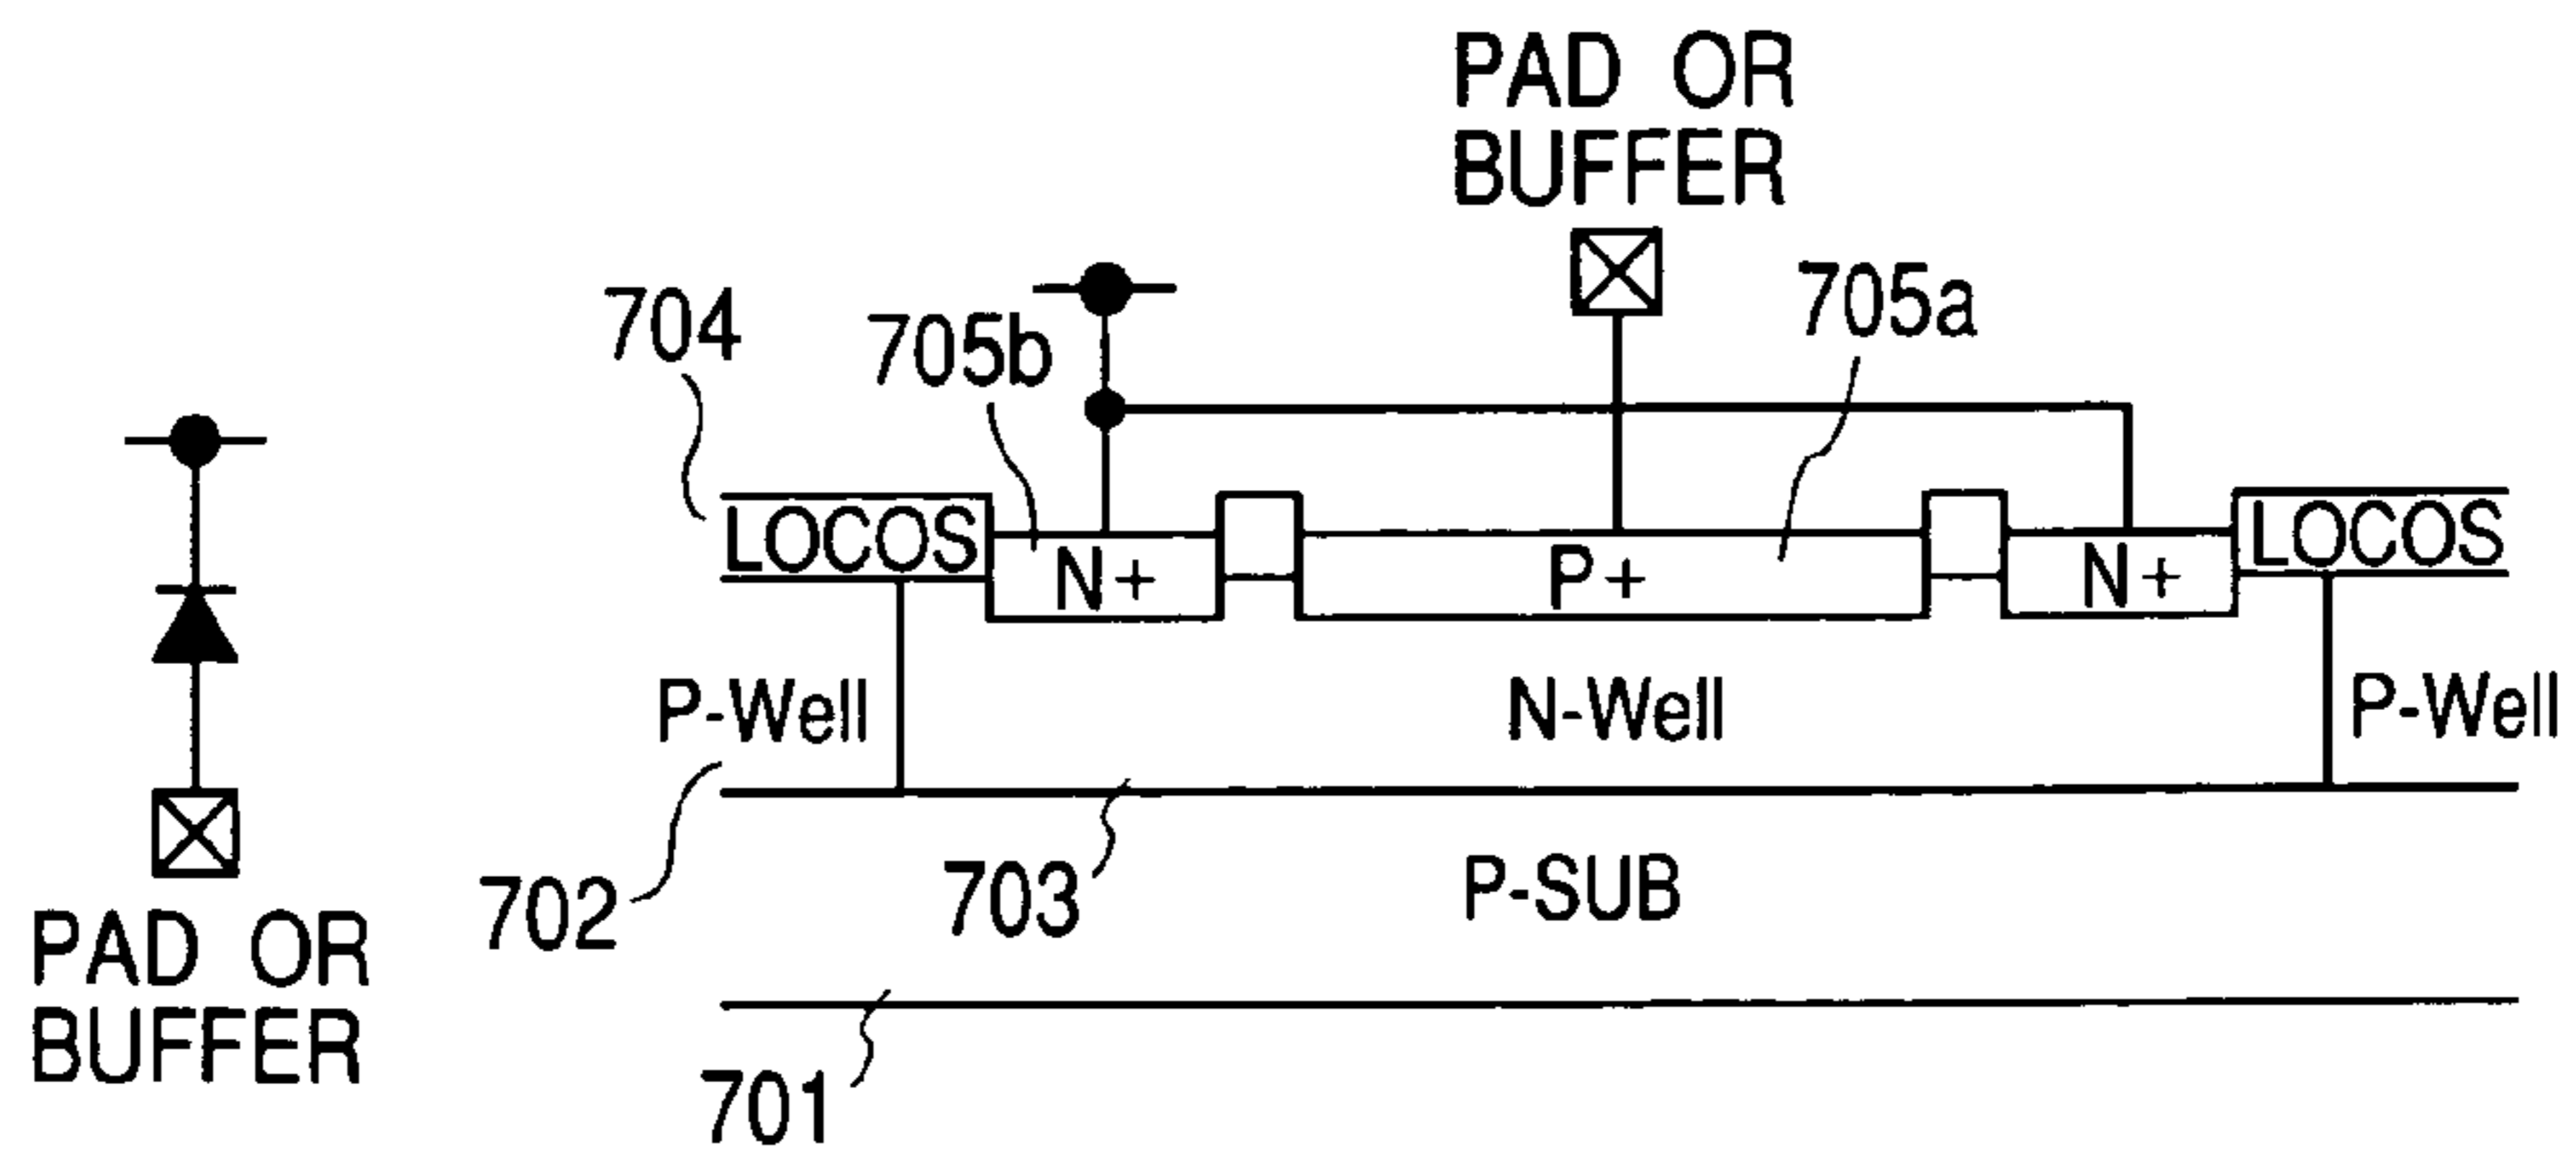 PAD OR
BUFFER
704
705b
705a
LOCOS
N+
P+
N+
LOCOS
P-Well
N-Well
P-Well
702
703
P-SUB
PAD OR
BUFFER
701